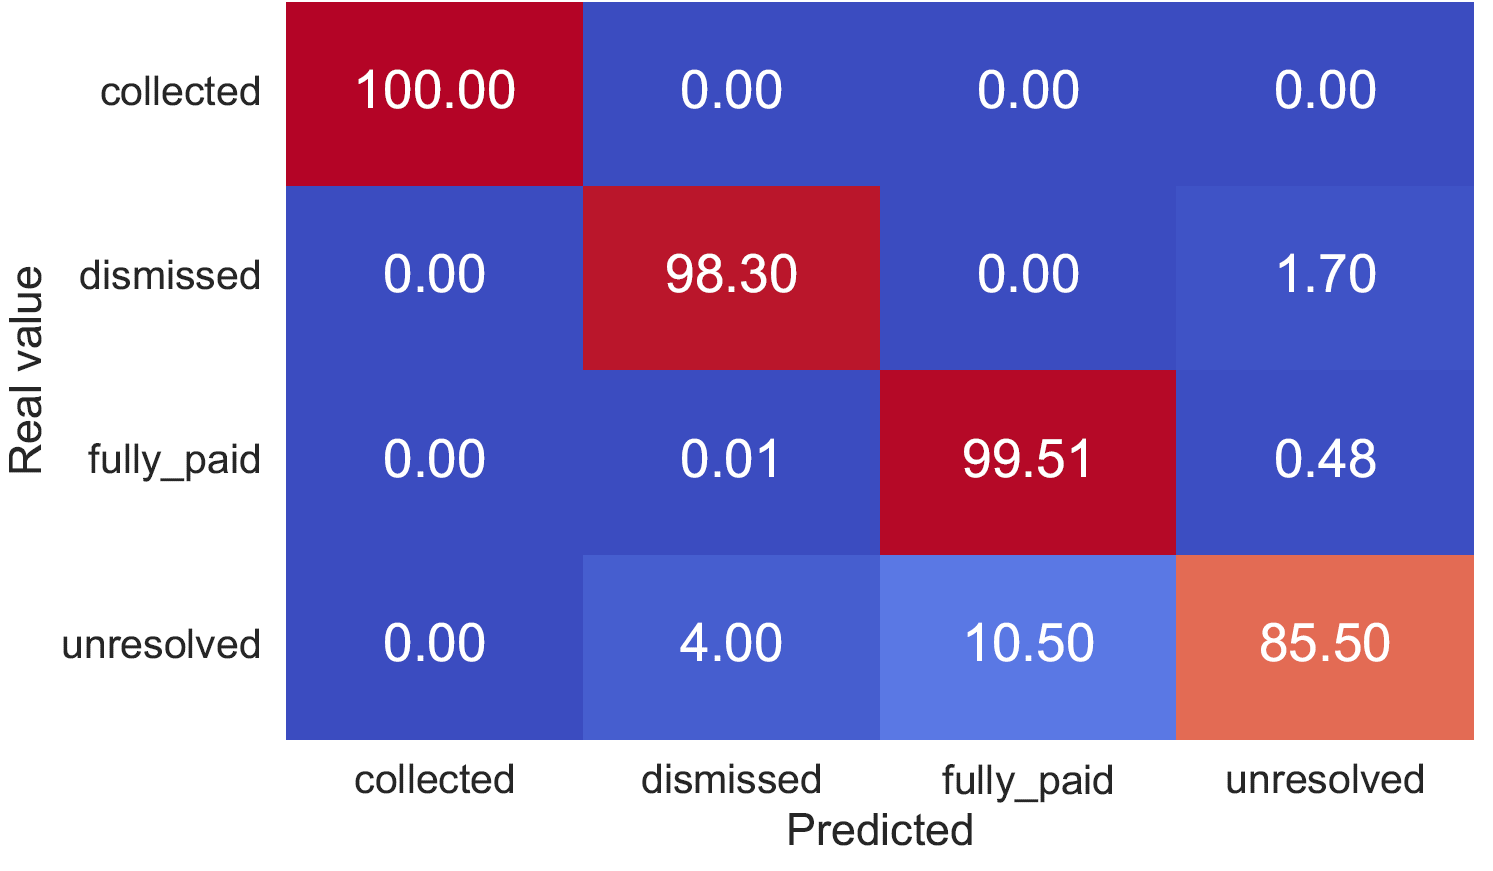 collected 100.00 0.00 0.00 0.00
dismissed 0.00 98.30 0.00 1.70
fully_paid 0.00 0.01 99.51 0.48
unresolved 0.00 4.00 10.50 85.50
Real value
collected dismissed fully_paid unresolved
Predicted